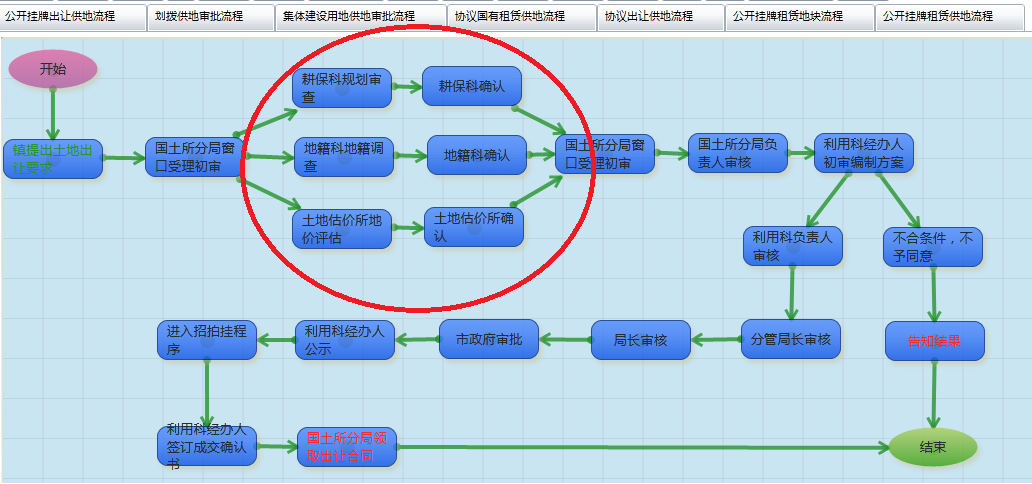 公开挂牌出让供地流程
划拨供地审批流程
集体建设用地供地审批流程
协议国有租赁供地流程
协议出让供地流程
公开挂牌租赁地块流程
公开挂牌租赁供地流程
开始
镇提出土地出
让要求
国土所分局窗
口受理初审
耕保科规划审
查
耕保科确认
地籍科地籍调
查
地籍科确认
土地估价所地
价评估
土地估价所确
认
国土所分局窗
口受理初审
国土所分局负
责人审核
利用科经办人
初审编制方案
利用科负责人
审核
不合条件，不
予同意
分管局长审核
告知结果
局长审核
市政府审批
利用科经办人
公示
进入招拍挂程
序
利用科经办人
签订成交确认
书
国土所分局领
取出让合同
结束